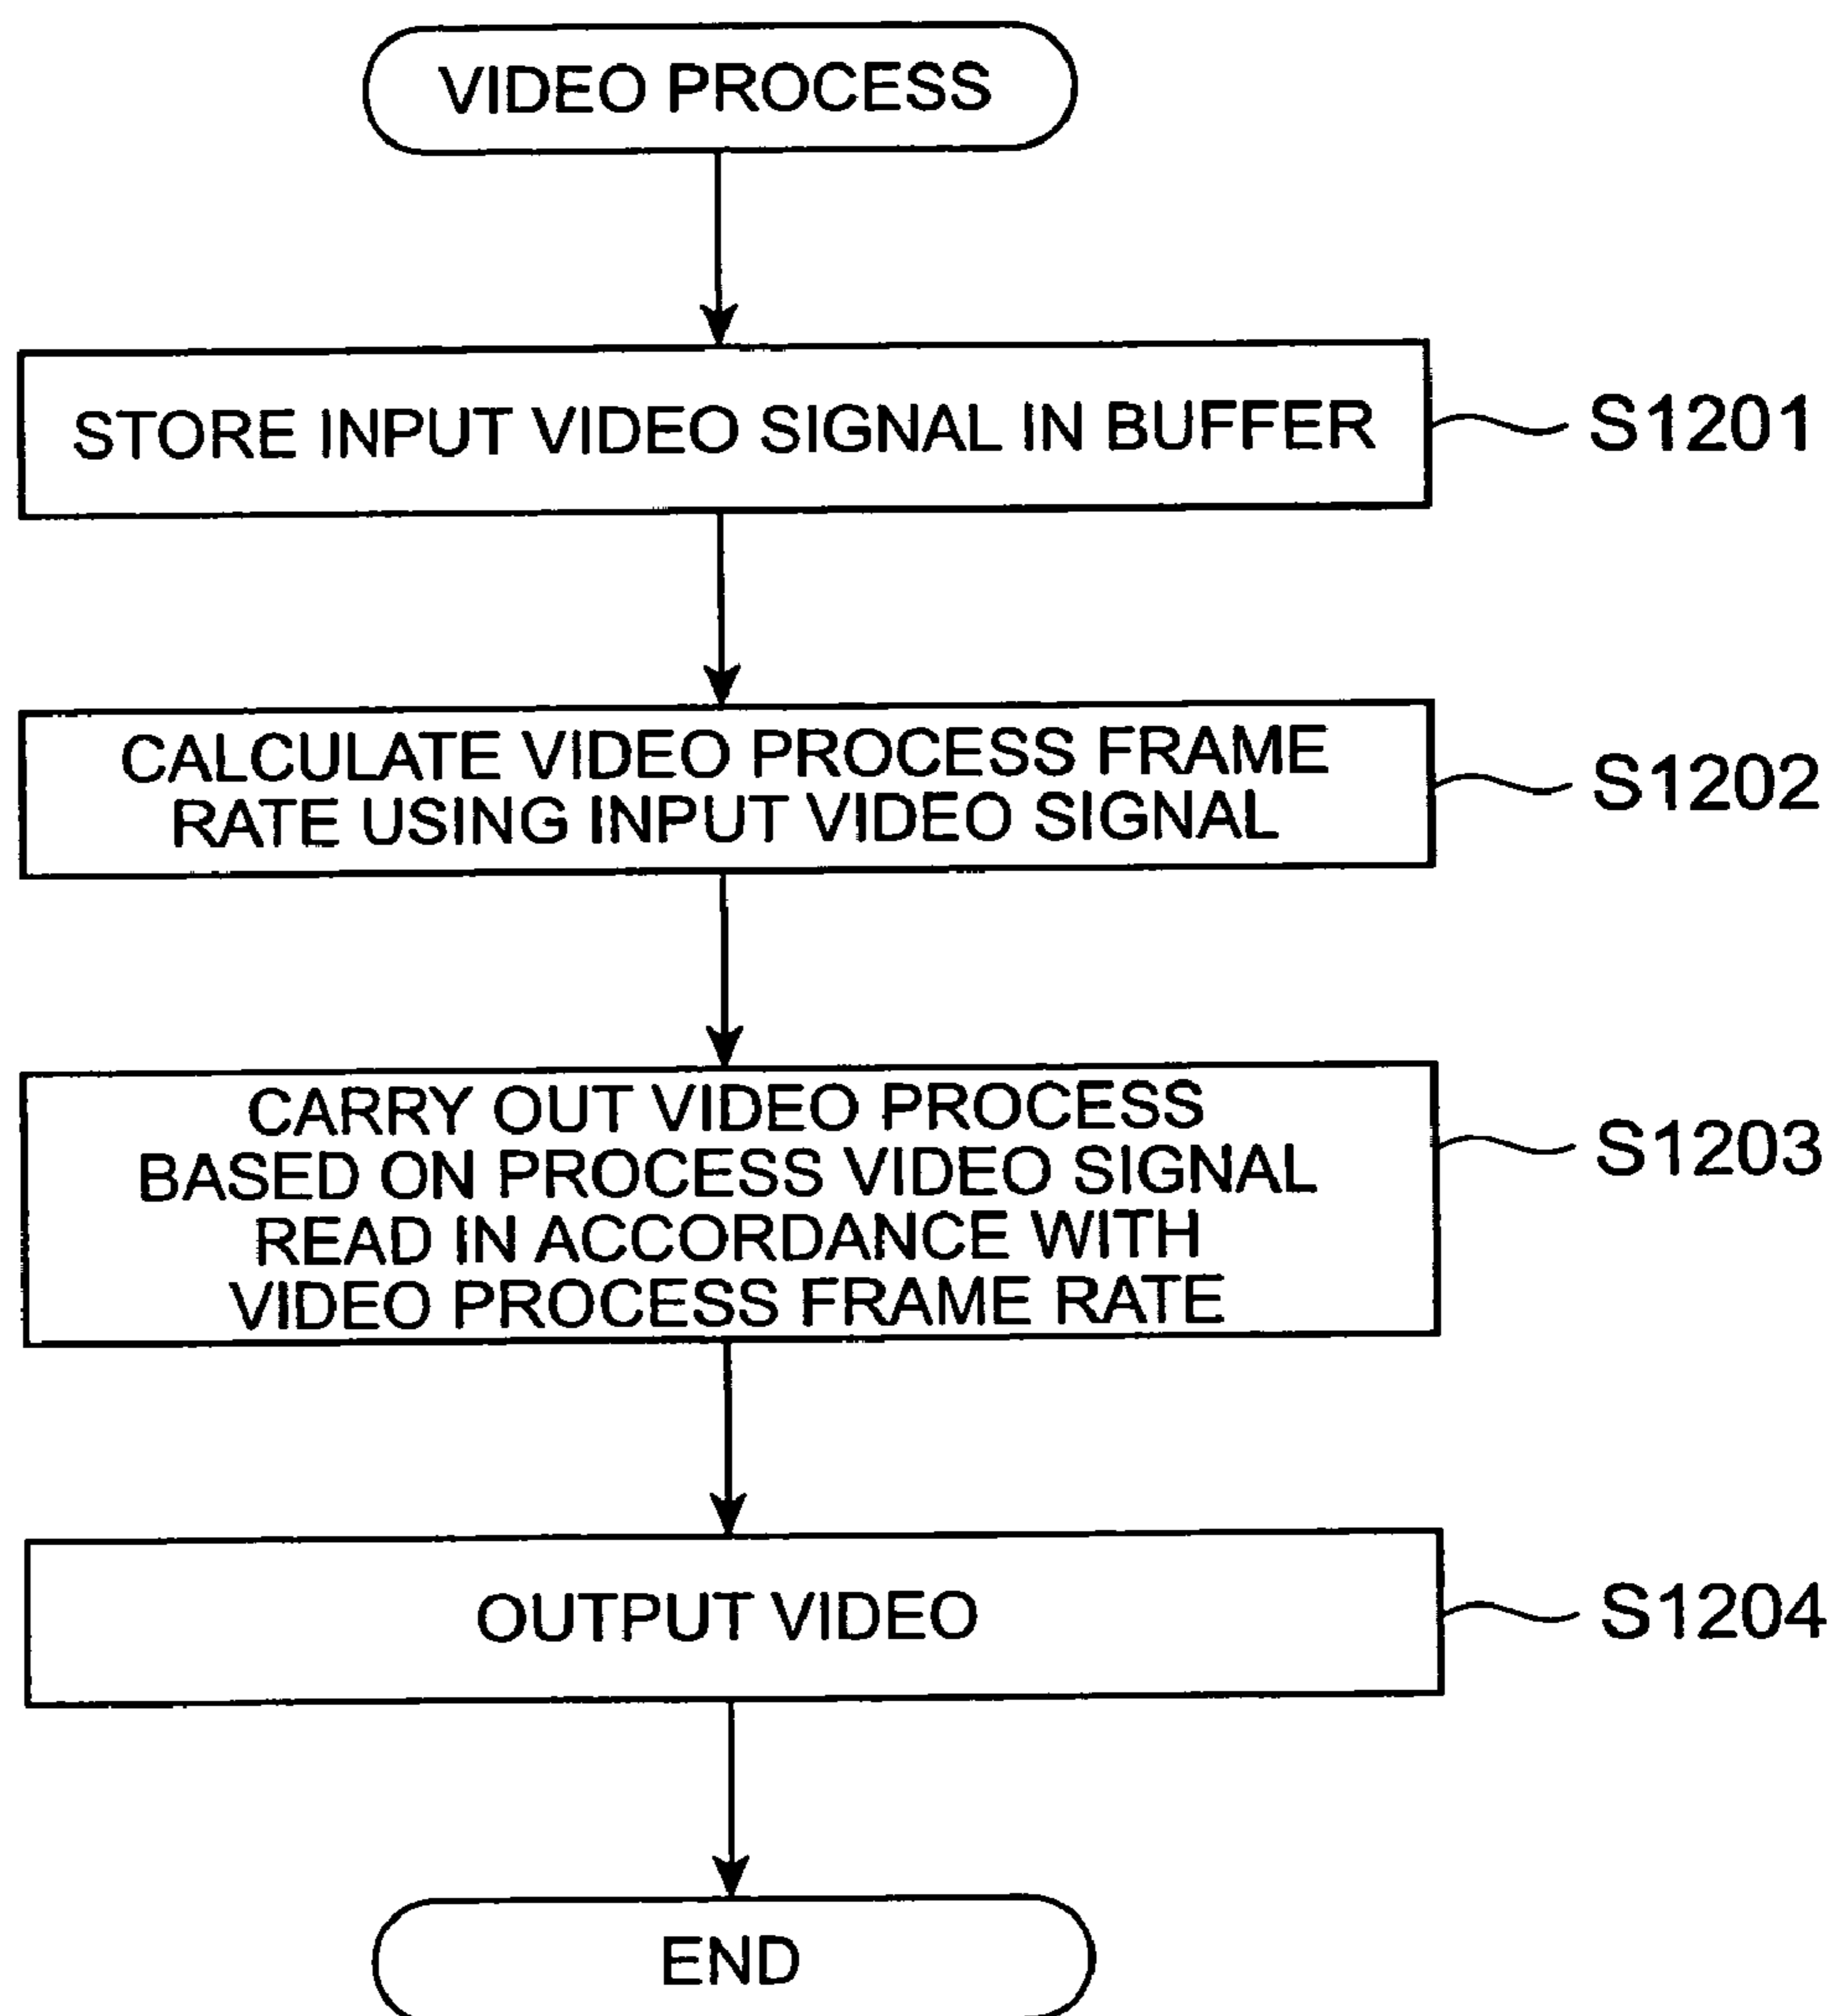 VIDEO PROCESS
STORE INPUT VIDEO SIGNAL IN BUFFER
S1201
CALCULATE VIDEO PROCESS FRAME
RATE USING INPUT VIDEO SIGNAL
S1202
CARRY OUT VIDEO PROCESS
BASED ON PROCESS VIDEO SIGNAL
READ IN ACCORDANCE WITH
VIDEO PROCESS FRAME RATE
S1203
OUTPUT VIDEO
S1204
END